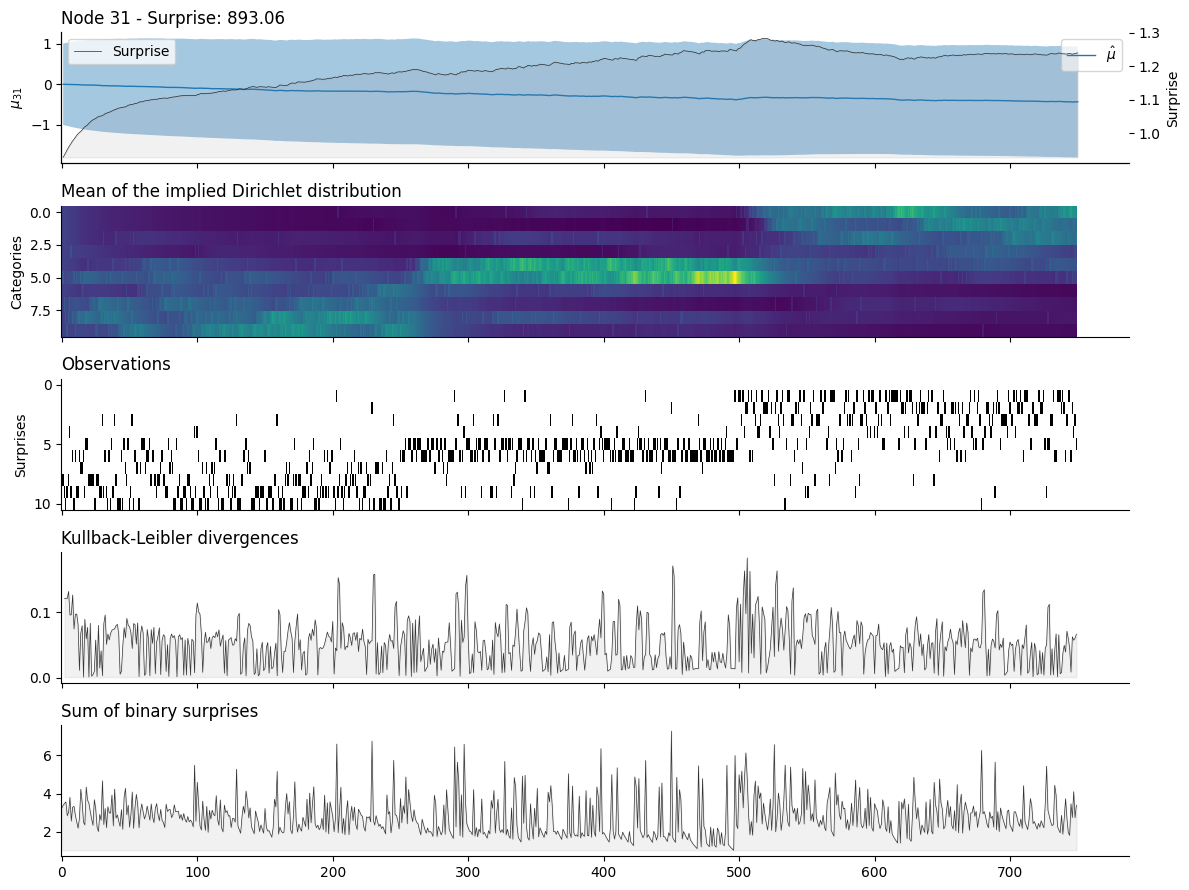 Node 31 - Surprise: 893.06
1
0
−1
μ31
Surprise
μ̂
1.3
1.2
1.1
1.0
Surprise
Mean of the implied Dirichlet distribution
0.0
2.5
5.0
7.5
Categories
Observations
0
5
10
Surprises
Kullback-Leibler divergences
0.1
0.0
Sum of binary surprises
6
4
2
0 100 200 300 400 500 600 700